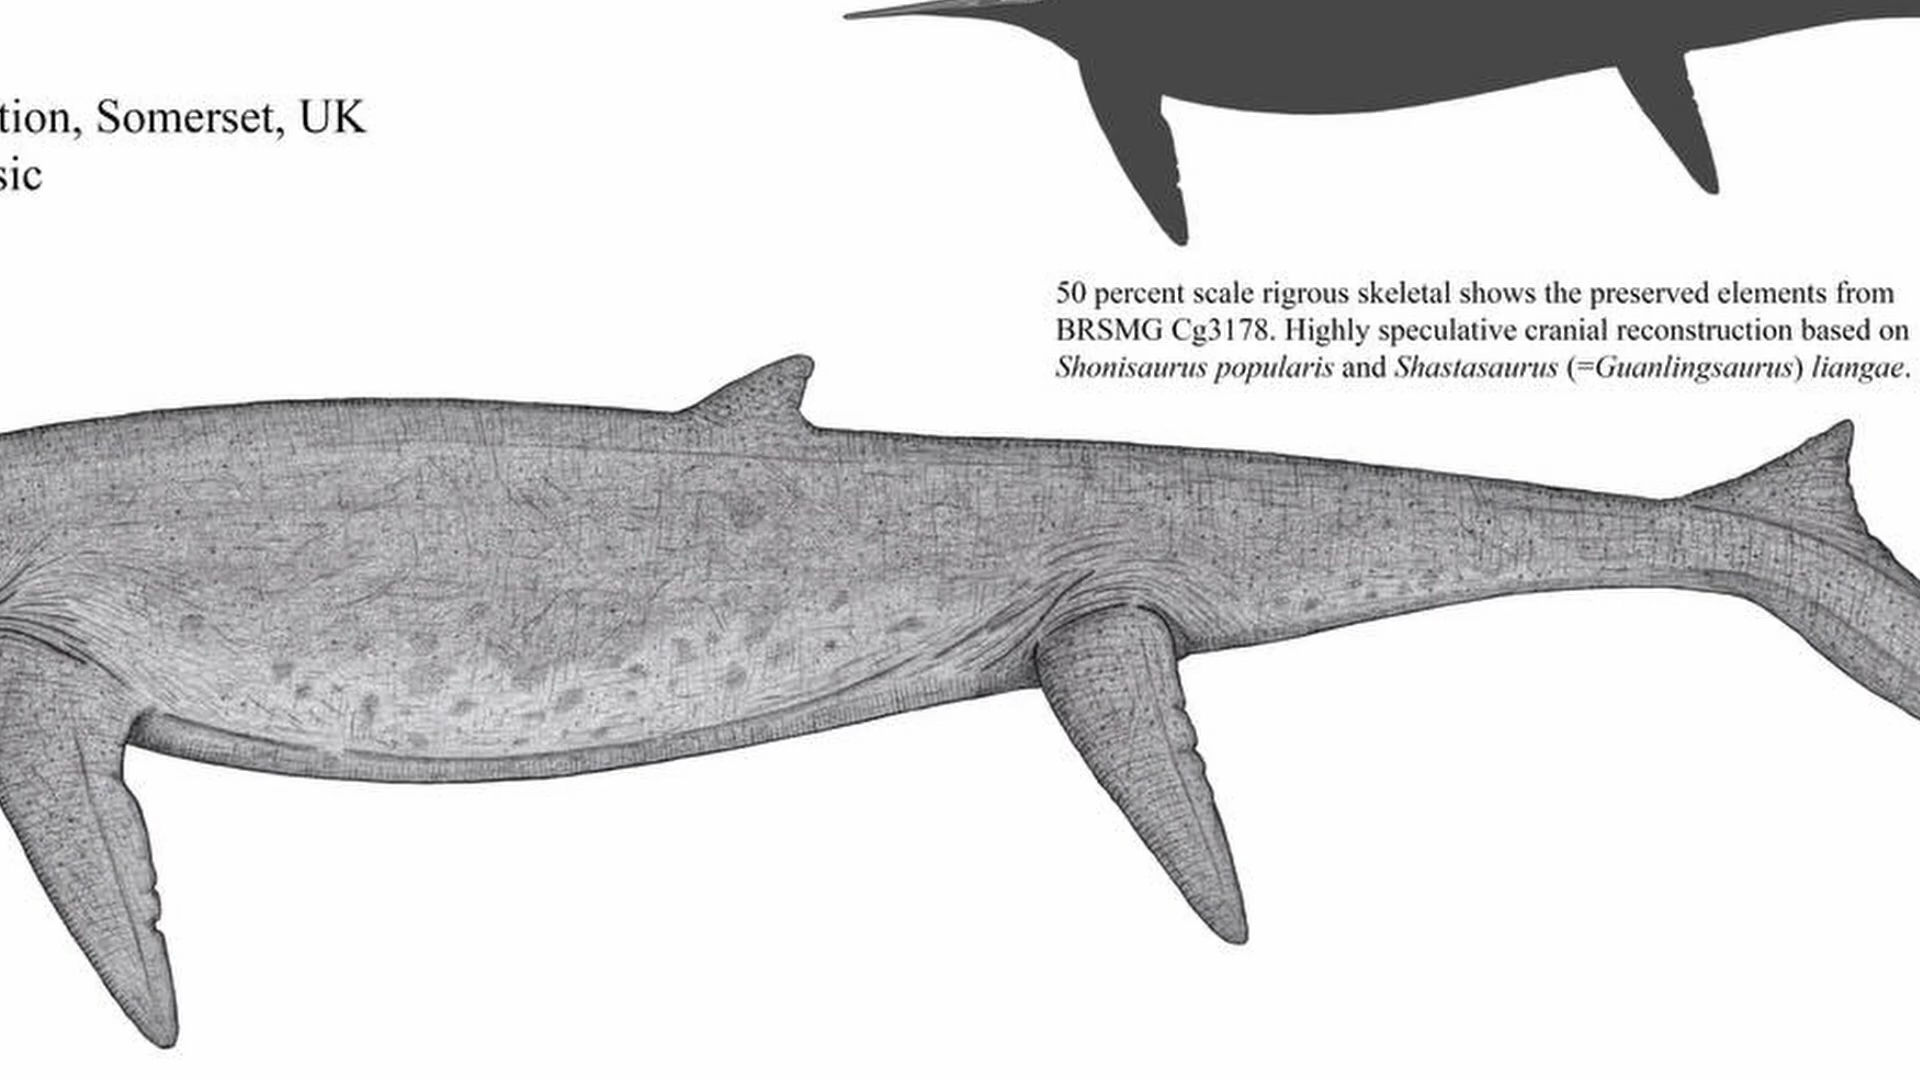 tion, Somerset, UK
sic
50 percent scale rigrous skeletal shows the preserved elements from
BRSMG Cg3178. Highly speculative cranial reconstruction based on
Shonisaurus popularis and Shastasaurus (=Guanlingsaurus) liangae.